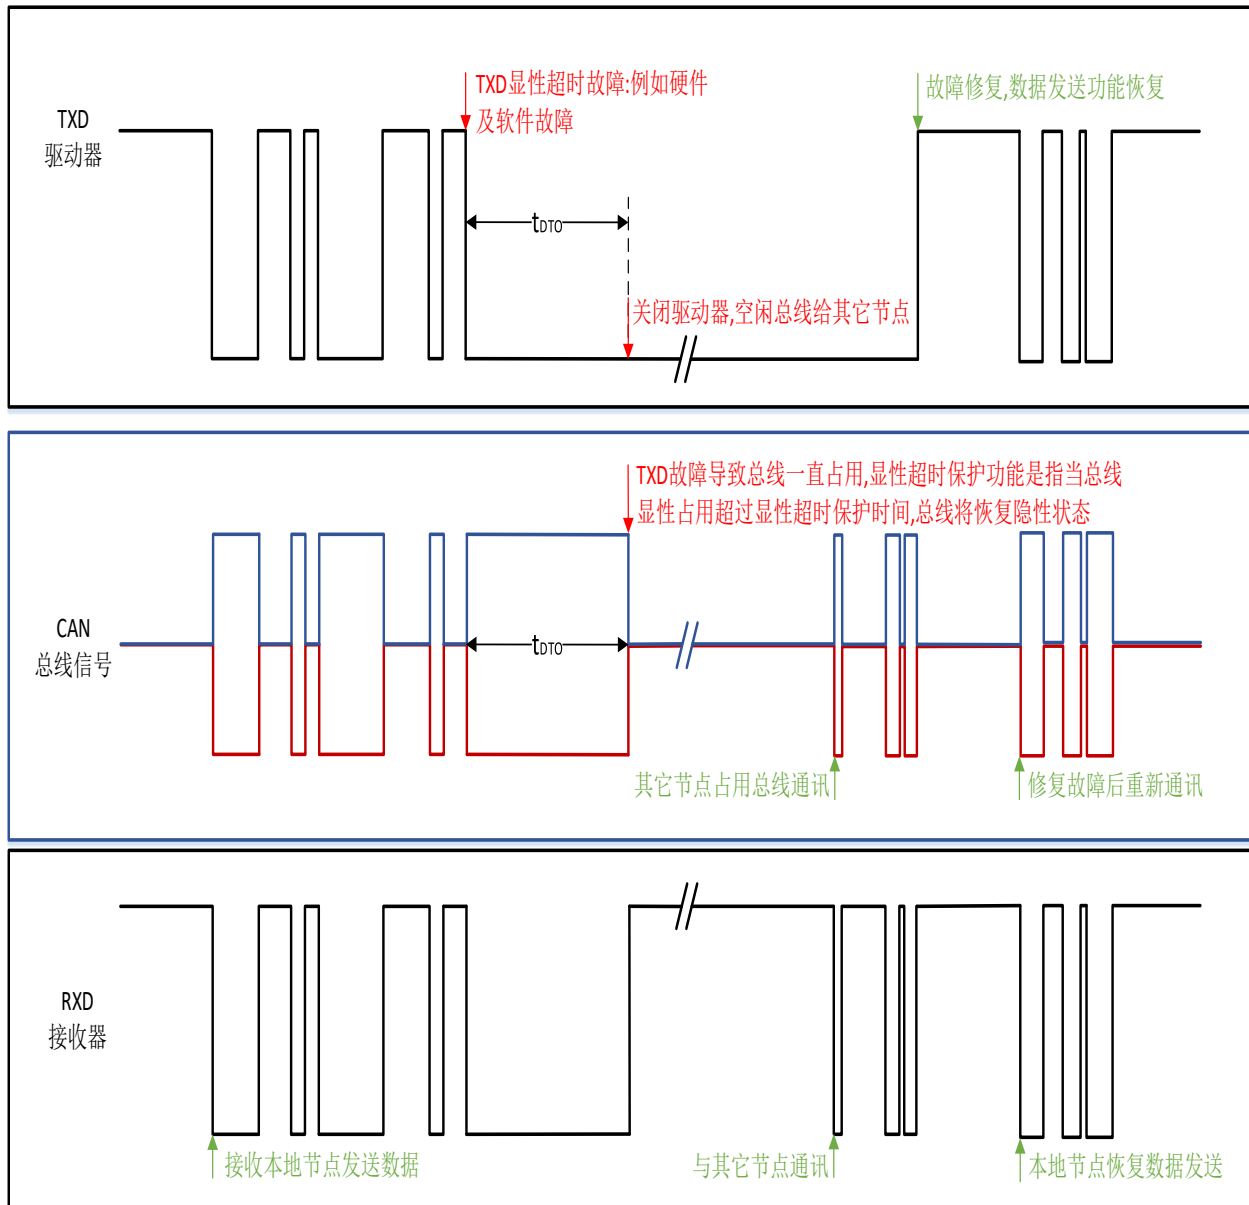 TXD显性超时故障:例如硬件
及软件故障
故障修复,数据发送功能恢复
TXD
驱动器
tDTO
关闭驱动器,空闲总线给其它节点
TXD故障导致总线一直占用,显性超时保护功能是指当总线
显性占用超过显性超时保护时间,总线将恢复隐性状态
CAN
总线信号
tDTO
其它节点占用总线通讯
修复故障后重新通讯
RXD
接收器
接收本地节点发送数据
与其它节点通讯
本地节点恢复数据发送